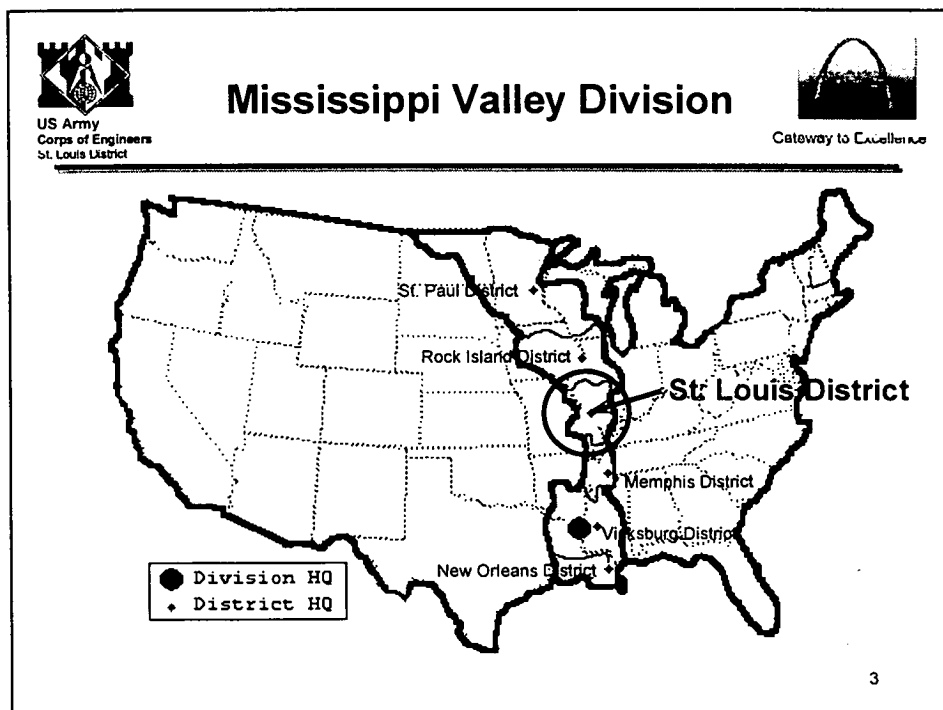 US Army
Corps of Engineers
St. Louis District
Mississippi Valley Division
Gateway to Excellence
St. Paul District
Rock Island District
St. Louis District
Memphis District
Vicksburg District
New Orleans District
Division HQ
District HQ
3